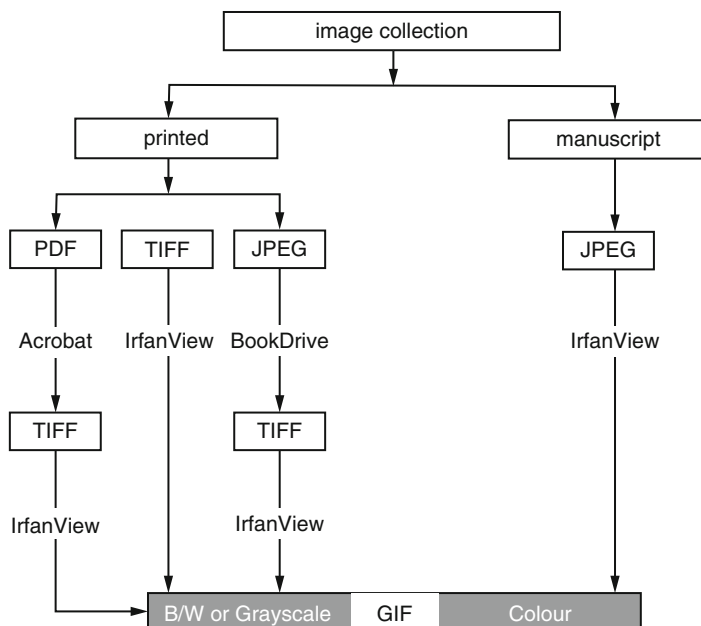 image collection
printed
manuscript
PDF
TIFF
JPEG
JPEG
Acrobat
IrfanView
BookDrive
IrfanView
TIFF
TIFF
IrfanView
IrfanView
B/W or Grayscale
GIF
Colour